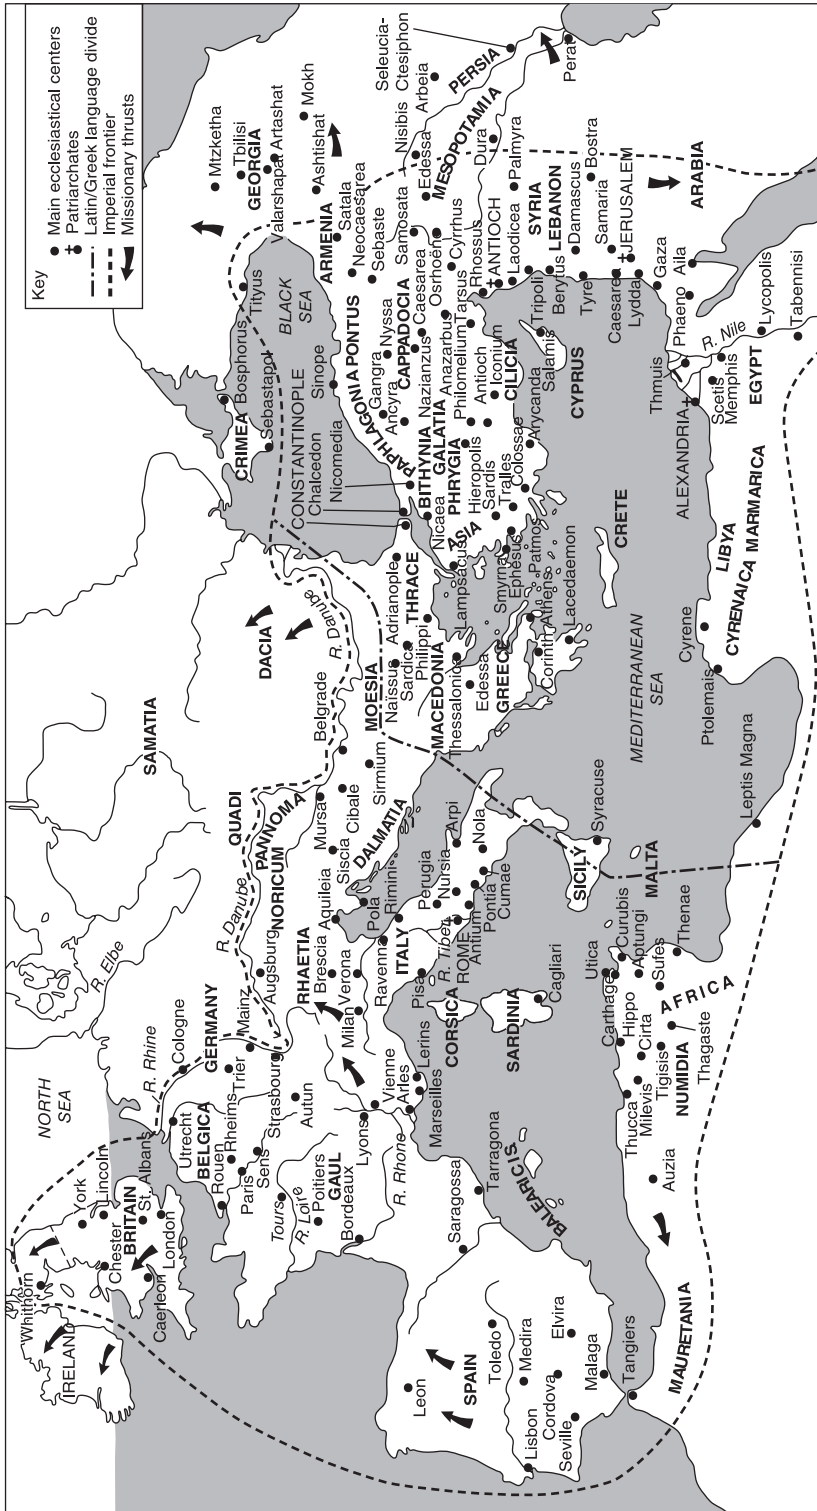 Key
Main ecclesiastical centers
Patriarchates
Latin/Greek language divide
Imperial frontier
Missionary thrusts
NORTH
SEA
IRELAND
Whithorn
York
Lincoln
Chester
BRITAIN
St. Albans
Caerleon
London
R. Elbe
R. Rhine
Utrecht
Cologne
BELGICA
GERMANY
Rouen
Rheims
Trier
Mainz
Paris
Sens
Strasbourg
Augsburg
R. Danube
Tours
R. Loire
Poitiers
Autun
GAUL
Bordeaux
Lyons
Vienne
Arles
R. Rhone
Marseilles
Lerins
RHAETIA
NORICUM
QUADI
PANNOMA
SAMATIA
DACIA
R. Danube
Brescia
Aquileia
Milan
Verona
Ravenna
Pola
Rimini
Siscia
Mursa
Cibale
Sirmium
Belgrade
DALMATIA
MOESIA
Naissus
Sardica
Philippi
Adrianople
THRACE
MACEDONIA
Thessalonica
Edessa
GREECE
Corinth
Athens
Lacedaemon
Pisa
ITALY
R. Tiber
Perugia
Nursia
Arpi
ROME
Antium
Pontia
Cumae
Nola
CORSICA
SARDINIA
Cagliari
SICILY
Syracuse
MALTA
Leon
SPAIN
Saragossa
Tarragona
BALEARICIS
Toledo
Medira
Lisbon
Cordova
Elvira
Seville
Malaga
Tangiers
MAURETANIA
Auzia
Thucca
Milevis
Tigisis
NUMIDIA
Thagaste
Cirta
Hippo
Carthage
Utica
Curubis
Aptungi
Sufes
Thenae
AFRICA
Leptis Magna
MEDITERRANEAN
SEA
Ptolemais
Cyrene
CYRENAICA
MARMARICA
LIBYA
CRETE
CYPRUS
CRIMEA
Bosphorus
Sebastapol
BLACK
SEA
Tityus
Sinope
CONSTANTINOPLE
Chalcedon
Nicomedia
PAPHLAGONIA
PONTUS
BITHYNIA
Nicaea
Lampsacus
ASIA
GALATIA
PHRYGIA
Gangra
Ancyra
Nyssa
CAPPADOCIA
Nazianzus
Caesarea
Anazarbus
Osrhoëne
Samosata
Philomelium
Tarsus
Cyrrhus
Hieropolis
Antioch
Iconium
Rhossus
Sardis
CILICIA
Tralles
Colossae
Smyrna
Ephesus
Patmos
Arycanda
Salamis
Mtzketha
Tbilisi
GEORGIA
Valarshapat
Artashat
Mokh
Ashtishat
ARMENIA
Satala
Neocaesarea
Sebaste
Nisibis
Arbeia
Seleucia-
Ctesiphon
PERSIA
Edessa
MESOPOTAMIA
Perat
Dura
ANTIOCH
Laodicea
Palmyra
SYRIA
Tripoli
LEBANON
Berytus
Damascus
Bostra
Tyre
Samaria
Caesarea
JERUSALEM
Lydda
ARABIA
Gaza
Aila
Phaeno
R. Nile
Thmuis
ALEXANDRIA
Scetis
Memphis
EGYPT
Lycopolis
Tabennisi